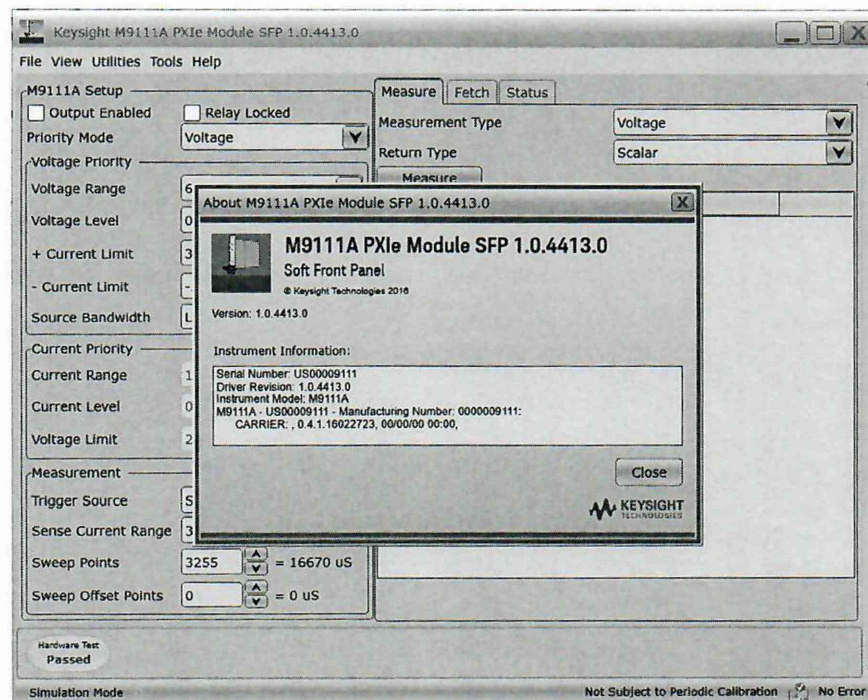 Keysight M9111A PXIe Module SFP 1.0.4413.0
File View Utilities Tools Help
M9111A Setup
Output Enabled
Relay Locked
Priority Mode
Voltage
Voltage Priority
Voltage Range
6
Voltage Level
0
+ Current Limit
3
- Current Limit
-
Source Bandwidth
L
Current Priority
Current Range
1
Current Level
0
Voltage Limit
2
Measurement
Trigger Source
S
Sense Current Range
3
Sweep Points
3255
= 16670 uS
Sweep Offset Points
0
= 0 uS
Measure
Fetch
Status
Measurement Type
Voltage
Return Type
Scalar
Measure
About M9111A PXIe Module SFP 1.0.4413.0
M9111A PXIe Module SFP 1.0.4413.0
Soft Front Panel
© Keysight Technologies 2016
Version: 1.0.4413.0
Instrument Information:
Serial Number: US00009111
Driver Revision: 1.0.4413.0
Instrument Model: M9111A
M9111A - US00009111 - Manufacturing Number: 0000009111:
CARRIER: , 0.4.1.16022723, 00/00/00 00:00,
Close
KEYSIGHT
TECHNOLOGIES
Hardware Test
Passed
Simulation Mode
Not Subject to Periodic Calibration
No Error